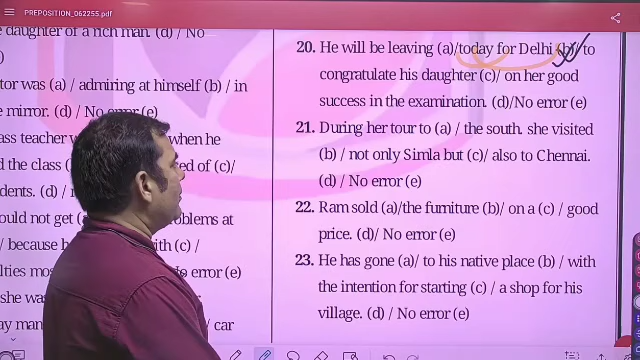 PREPOSITION_062255.pdf
daughter of a rich man. (d) / No
tor was (a) / admiring at himself (b) / in
mirror. (d) / No error (e)
ass teacher when he
d the class ed of (c)/
dents. (d) /
ould not get oblems at
/ because ith (c) /
lties No error (e)
she
ay man / car
20. He will be leaving (a)/today for Delhi (b)/to
congratulate his daughter (c)/ on her good
success in the examination. (d)/No error (e)
21. During her tour to (a) / the south she visited
(b) / not only Simla but (c)/ also to Chennai.
(d) / No error (e)
22. Ram sold (a)/the furniture (b)/ on a (c) / good
price. (d)/ No error (e)
23. He has gone (a)/ to his native place (b) / with
the intention for starting (c) / a shop for his
village. (d) / No error (e)